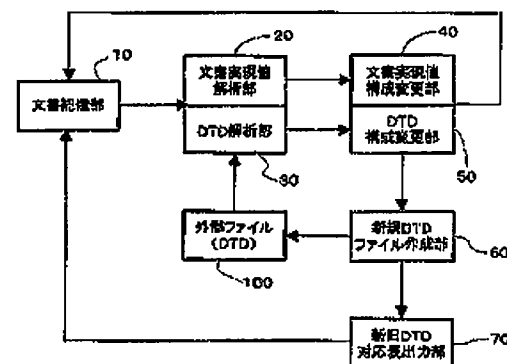 10
20
40
文書記憶部
文書実現値
解析部
文書実現値
構成変更部
DTD解析部
DTD
構成変更部
30
50
外部ファイル
(DTD)
新規DTD
ファイル作成部
100
60
新旧DTD
対応表出力部
70